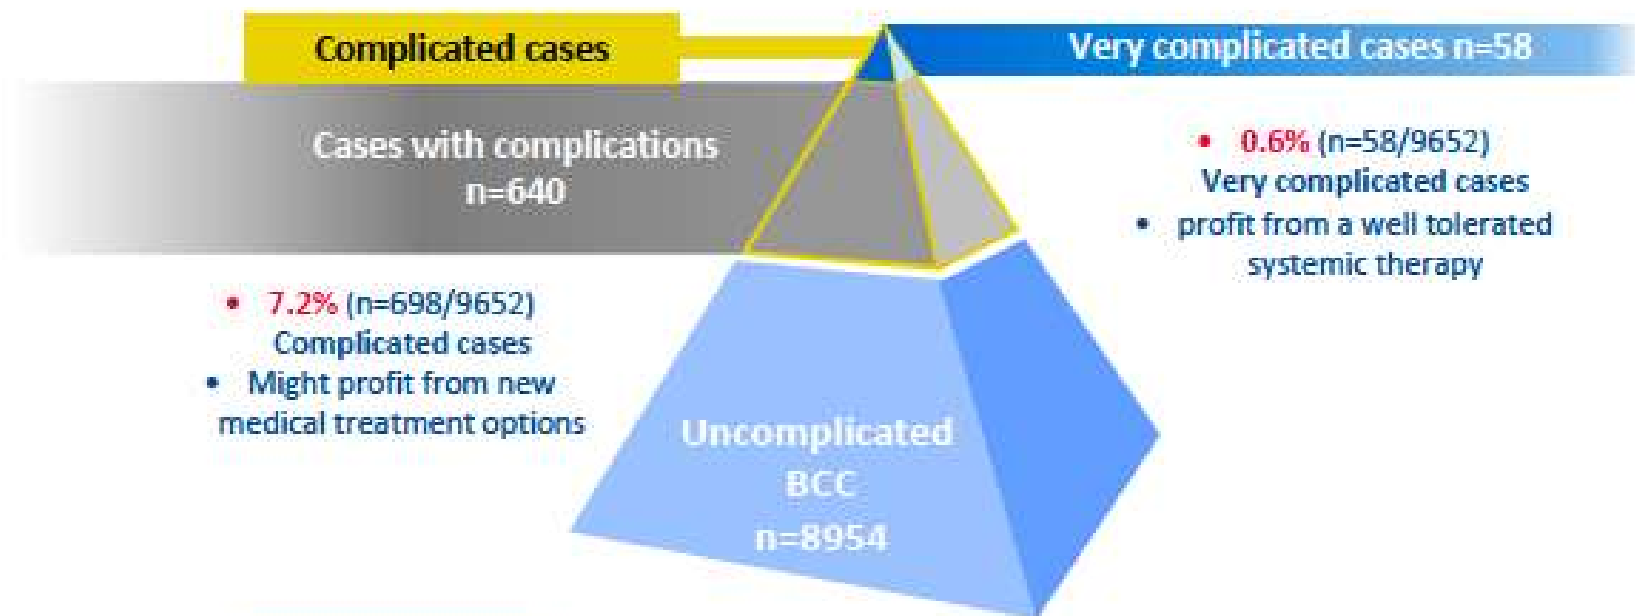 Complicated cases
Very complicated cases n=58
Cases with complications
n=640
• 0.6% (n=58/9652)
Very complicated cases
• profit from a well tolerated
systemic therapy
• 7.2% (n=698/9652)
Complicated cases
• Might profit from new
medical treatment options
Uncomplicated
BCC
n=8954